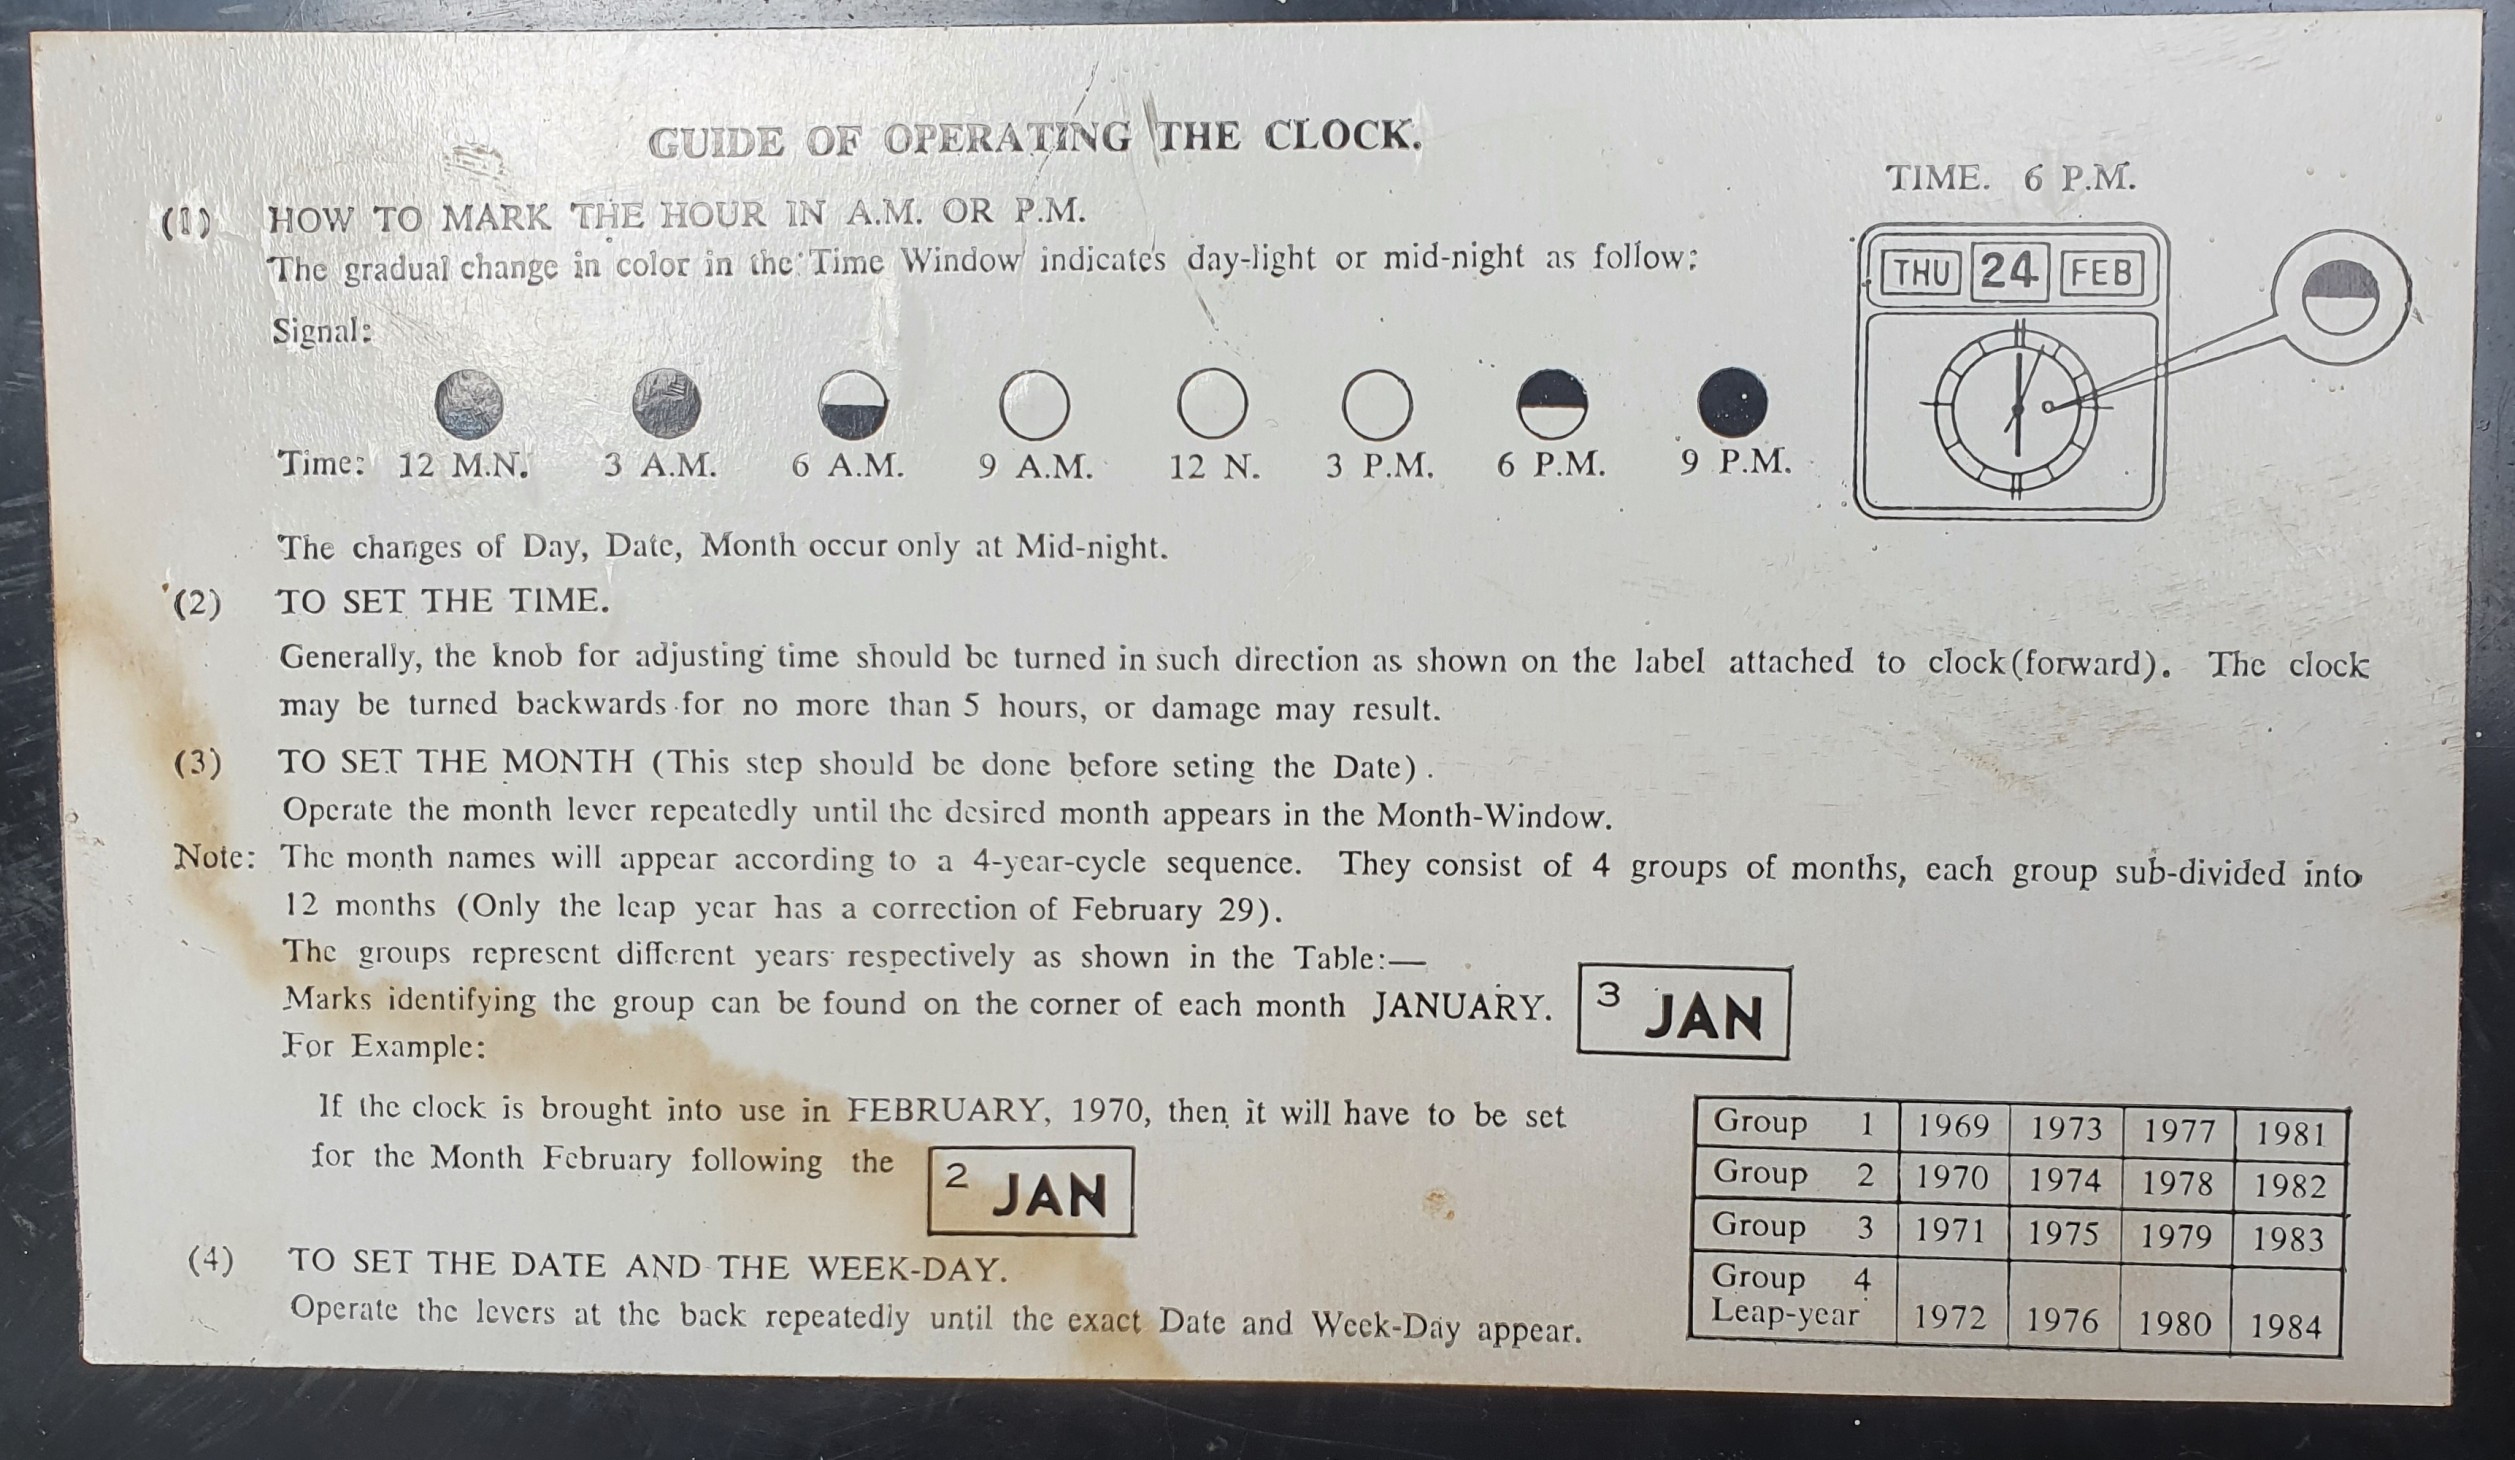 GUIDE OF OPERATING THE CLOCK.
(1) HOW TO MARK THE HOUR IN A.M. OR P.M.
The gradual change in color in the Time Window indicates day-light or mid-night as follow:
Signal:
Time: 12 M.N. 3 A.M. 6 A.M. 9 A.M. 12 N. 3 P.M. 6 P.M. 9 P.M.
TIME. 6 P.M.
THU 24 FEB
The changes of Day, Date, Month occur only at Mid-night.
(2) TO SET THE TIME.
Generally, the knob for adjusting time should be turned in such direction as shown on the label attached to clock(forward). The clock
may be turned backwards for no more than 5 hours, or damage may result.
(3) TO SET THE MONTH (This step should be done before seting the Date).
Operate the month lever repeatedly until the desired month appears in the Month-Window.
Note: The month names will appear according to a 4-year-cycle sequence. They consist of 4 groups of months, each group sub-divided into
12 months (Only the leap year has a correction of February 29).
The groups represent different years respectively as shown in the Table:—
Marks identifying the group can be found on the corner of each month JANUARY. 3 JAN
For Example:
If the clock is brought into use in FEBRUARY, 1970, then it will have to be set
for the Month February following the 2 JAN
Group 1 1969 1973 1977 1981
Group 2 1970 1974 1978 1982
Group 3 1971 1975 1979 1983
Group 4
Leap-year 1972 1976 1980 1984
(4) TO SET THE DATE AND THE WEEK-DAY.
Operate the levers at the back repeatedly until the exact Date and Week-Day appear.